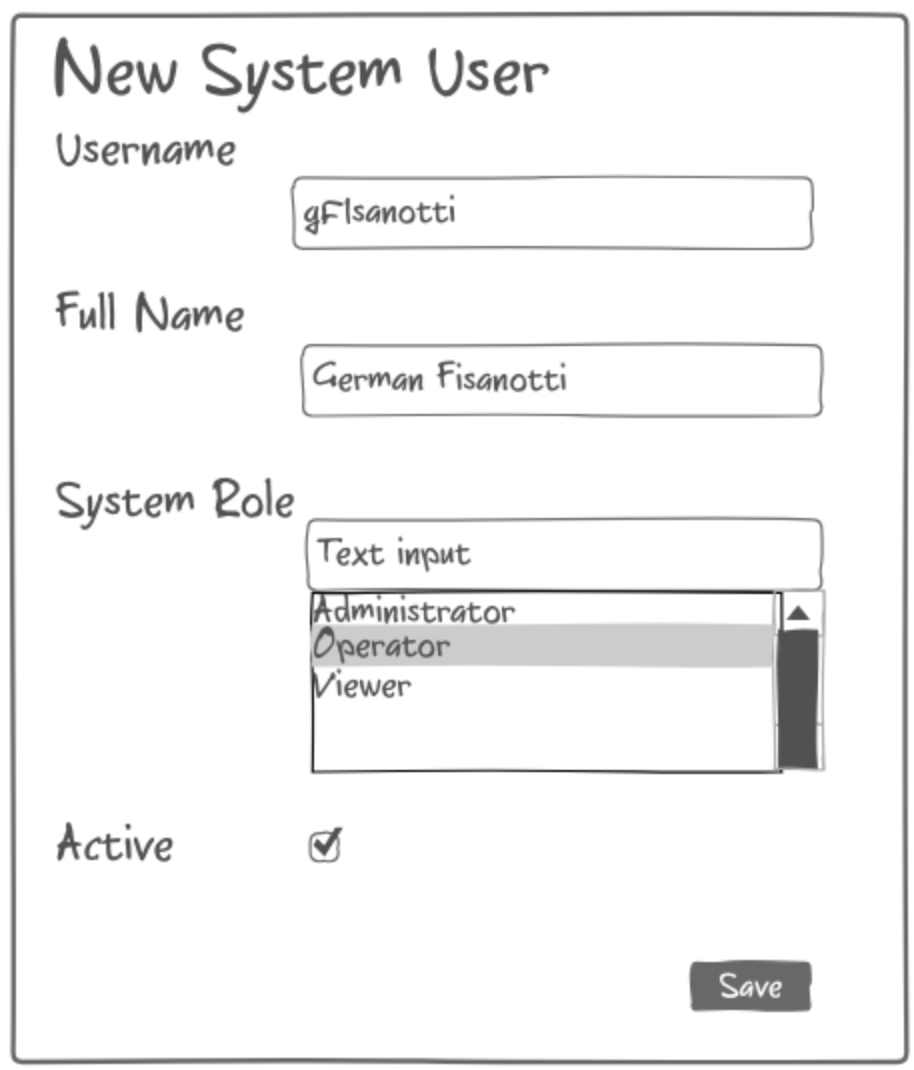 New System User
Username
gFIsanotti
Full Name
German Fisanotti
System Role
Text input
Administrator
Operator
Viewer
Active
Save